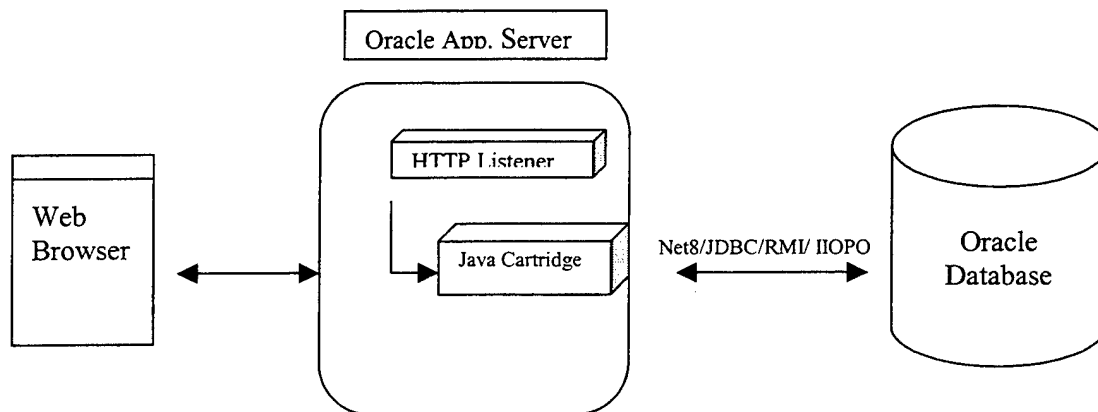 Oracle App. Server
HTTP Listener
Web
Browser
Java Cartridge
Net8/JDBC/RMI/ IIOPO
Oracle
Database